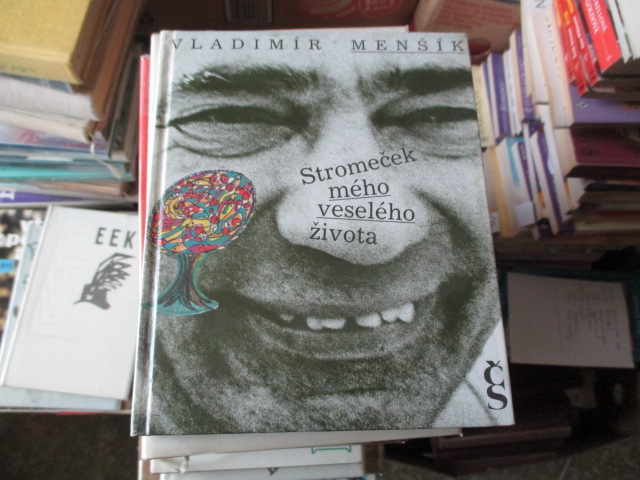 VLADIMÍR MENŠÍK
Stromeček
mého
veselého
života
ČS
EEK